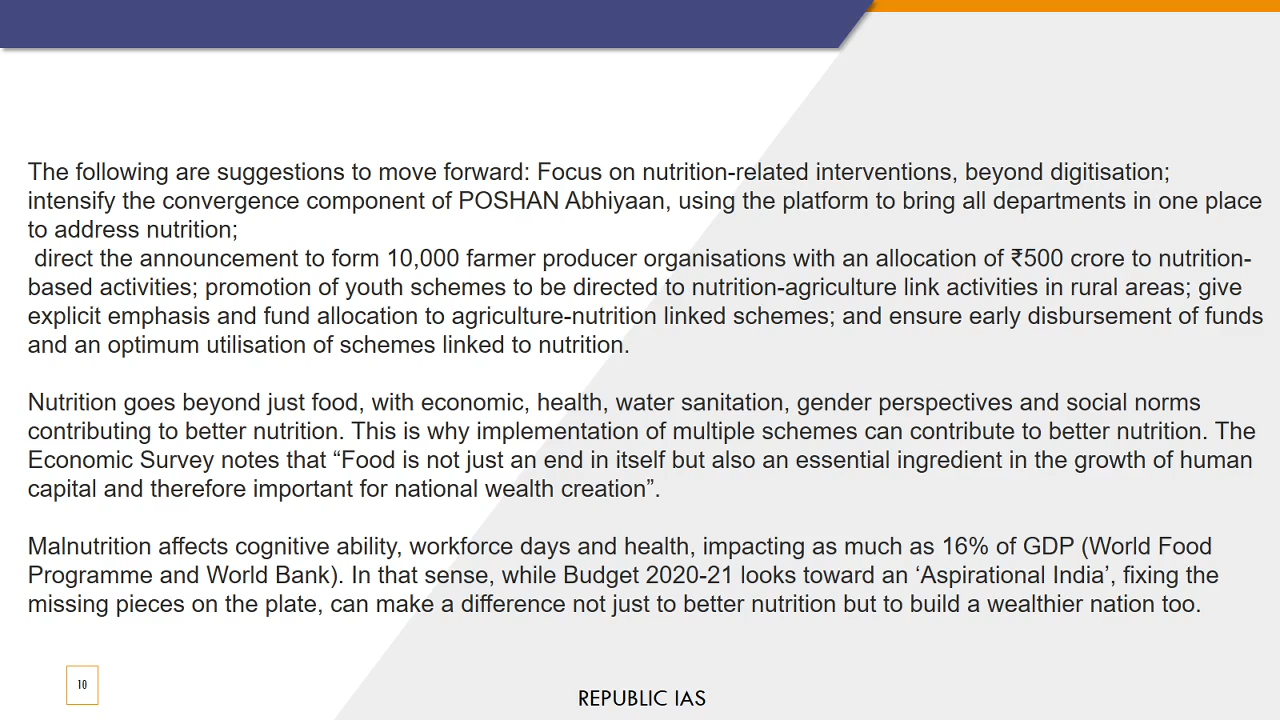 The following are suggestions to move forward: Focus on nutrition-related interventions, beyond digitisation;
intensify the convergence component of POSHAN Abhiyaan, using the platform to bring all departments in one place
to address nutrition;
direct the announcement to form 10,000 farmer producer organisations with an allocation of ₹500 crore to nutrition-
based activities; promotion of youth schemes to be directed to nutrition-agriculture link activities in rural areas; give
explicit emphasis and fund allocation to agriculture-nutrition linked schemes; and ensure early disbursement of funds
and an optimum utilisation of schemes linked to nutrition.
Nutrition goes beyond just food, with economic, health, water sanitation, gender perspectives and social norms
contributing to better nutrition. This is why implementation of multiple schemes can contribute to better nutrition. The
Economic Survey notes that “Food is not just an end in itself but also an essential ingredient in the growth of human
capital and therefore important for national wealth creation”.
Malnutrition affects cognitive ability, workforce days and health, impacting as much as 16% of GDP (World Food
Programme and World Bank). In that sense, while Budget 2020-21 looks toward an ‘Aspirational India’, fixing the
missing pieces on the plate, can make a difference not just to better nutrition but to build a wealthier nation too.
10
REPUBLIC IAS